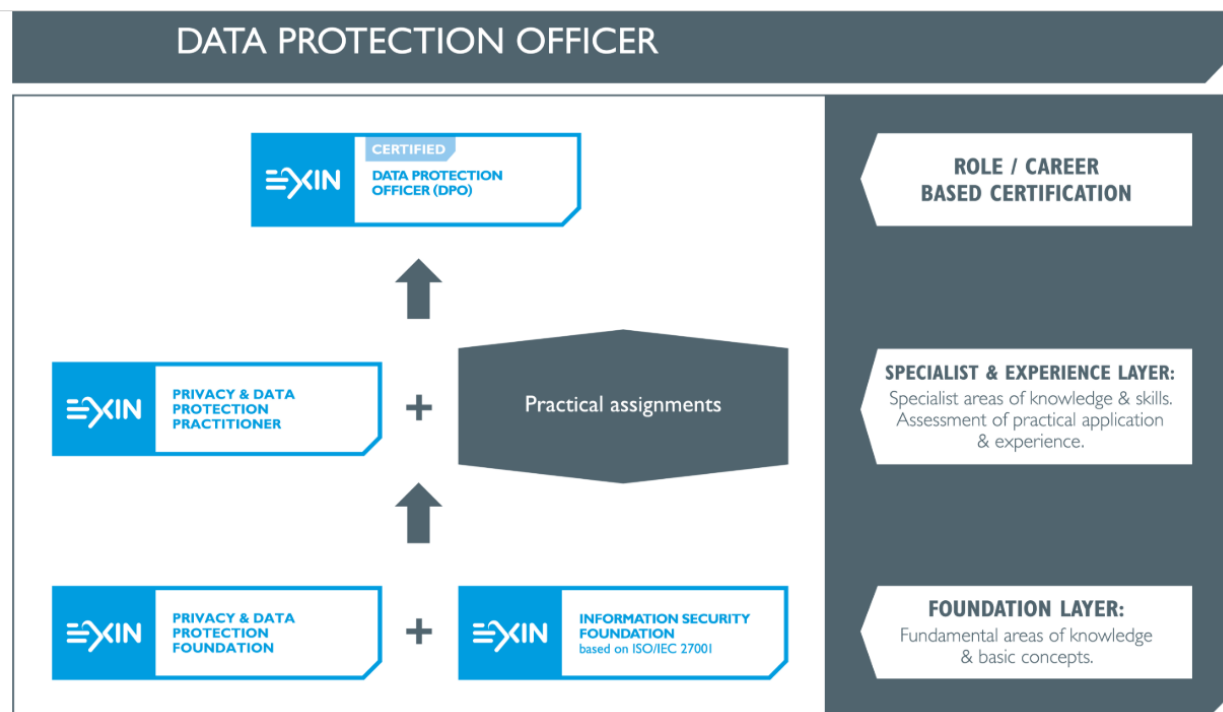 DATA PROTECTION OFFICER
EXIN
CERTIFIED
DATA PROTECTION
OFFICER (DPO)
ROLE / CAREER
BASED CERTIFICATION
EXIN
PRIVACY & DATA
PROTECTION
PRACTITIONER
+
Practical assignments
SPECIALIST & EXPERIENCE LAYER:
Specialist areas of knowledge & skills.
Assessment of practical application
& experience.
EXIN
PRIVACY & DATA
PROTECTION
FOUNDATION
+
EXIN
INFORMATION SECURITY
FOUNDATION
based on ISO/IEC 27001
FOUNDATION LAYER:
Fundamental areas of knowledge
& basic concepts.